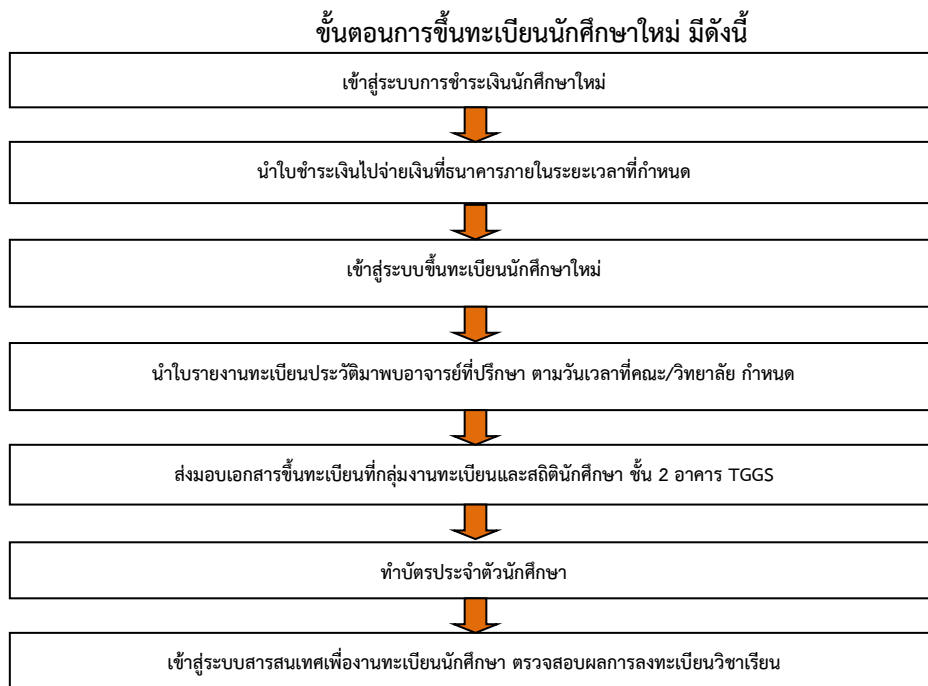 ขั้นตอนการขึ้นทะเบียนนักศึกษาใหม่ มีดังนี้
เข้าสู่ระบบการชำระเงินนักศึกษาใหม่
นำใบชำระเงินไปจ่ายเงินที่ธนาคารภายในระยะเวลาที่กำหนด
เข้าสู่ระบบขึ้นทะเบียนนักศึกษาใหม่
นำใบรายงานทะเบียนประวัติมาพบอาจารย์ที่ปรึกษา ตามวันเวลาที่คณะ/วิทยาลัย กำหนด
ส่งมอบเอกสารขึ้นทะเบียนที่กลุ่มงานทะเบียนและสถิตินักศึกษา ชั้น 2 อาคาร TGGS
ทำบัตรประจำตัวนักศึกษา
เข้าสู่ระบบสารสนเทศเพื่องานทะเบียนนักศึกษา ตรวจสอบผลการลงทะเบียนวิชาเรียน